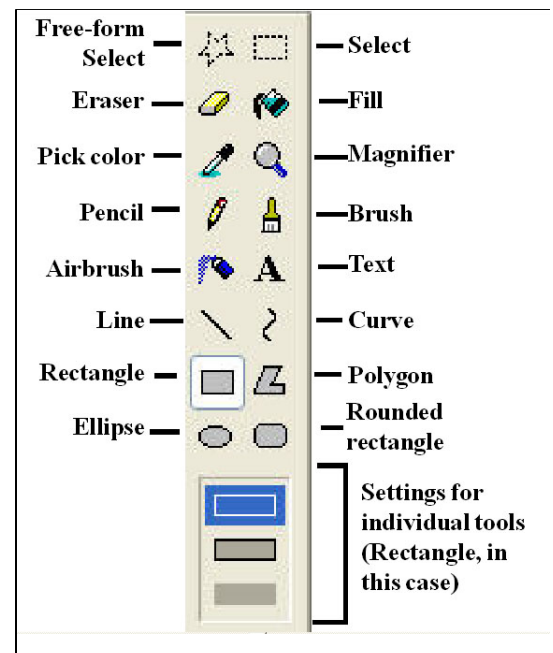 Free-form
Select
Select
Eraser
Fill
Pick color
Magnifier
Pencil
Brush
Airbrush
A
Text
Line
Curve
Rectangle
Polygon
Ellipse
Rounded
rectangle
Settings for
individual tools
(Rectangle, in
this case)